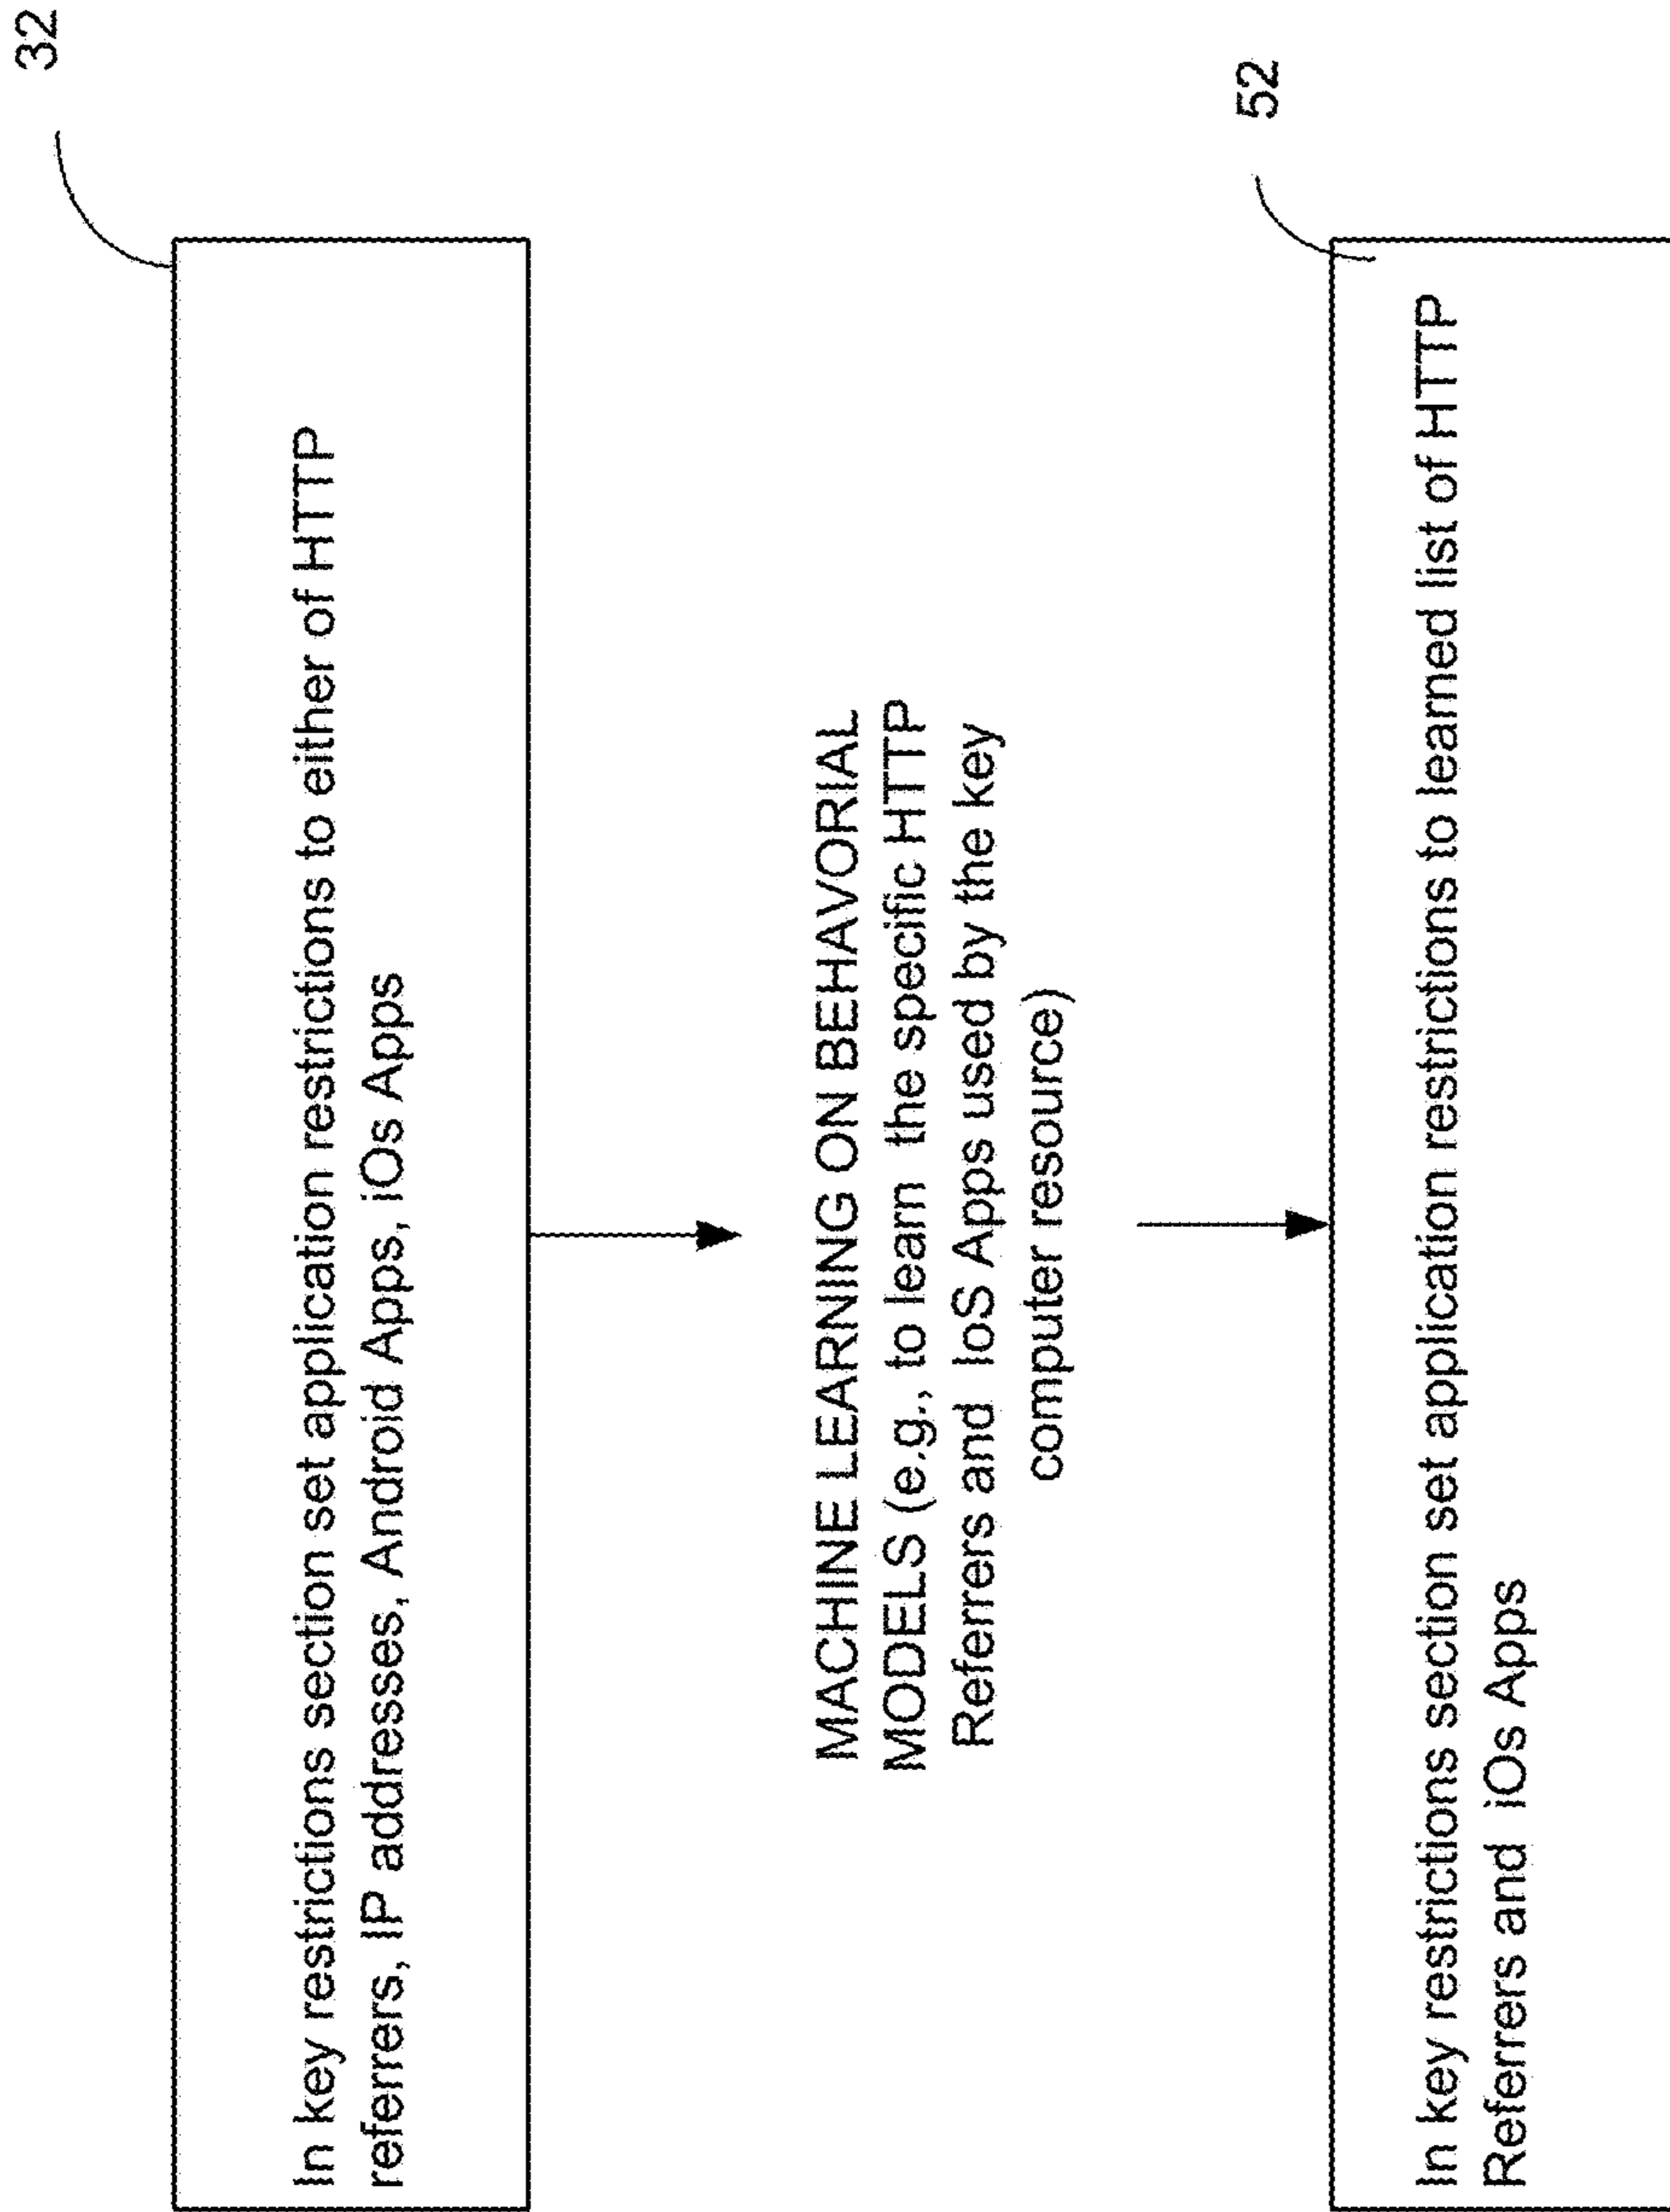 32
In key restrictions section set application restrictions to either of HTTP
referrers, IP addresses, Android Apps, iOs Apps
MACHINE LEARNING ON BEHAVORIAL
MODELS (e.g., to learn the specific HTTP
Referrers and IoS Apps used by the key
computer resource)
52
In key restrictions section set application restrictions to learned list of HTTP
Referrers and iOs Apps